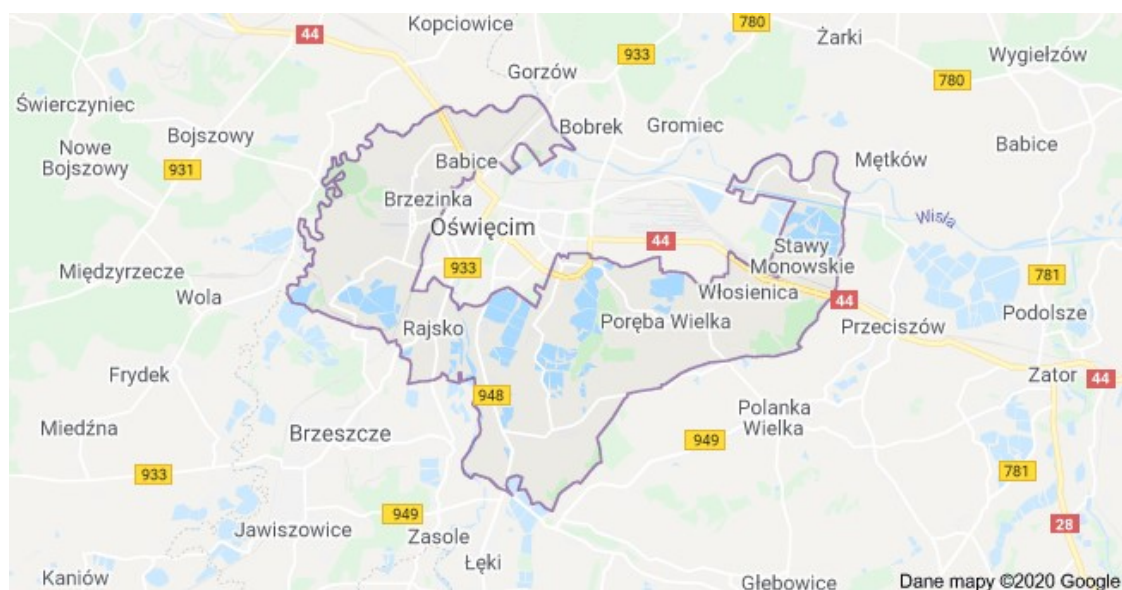 44
Kopciowice
780
933
Żarki
Wygiełzów
Gorzów
780
Świerczyniec
Bojszowy
Bobrek
Gromiec
Nowe
Bojszowy
931
Babice
Mętków
Babice
Brzezinka
Oświęcim
Wisła
44
Stawy
Monowskie
Międzyrzecze
933
781
Wola
Włosienica
44
Rajsko
Poręba Wielka
Przeciszów
Podolsze
Frydek
948
Zator
44
Miedźna
Brzeszcze
Polanka
Wielka
949
933
781
949
Jawiszowice
Zasole
28
Łęki
Kaniów
Głębowice
Dane mapy ©2020 Google